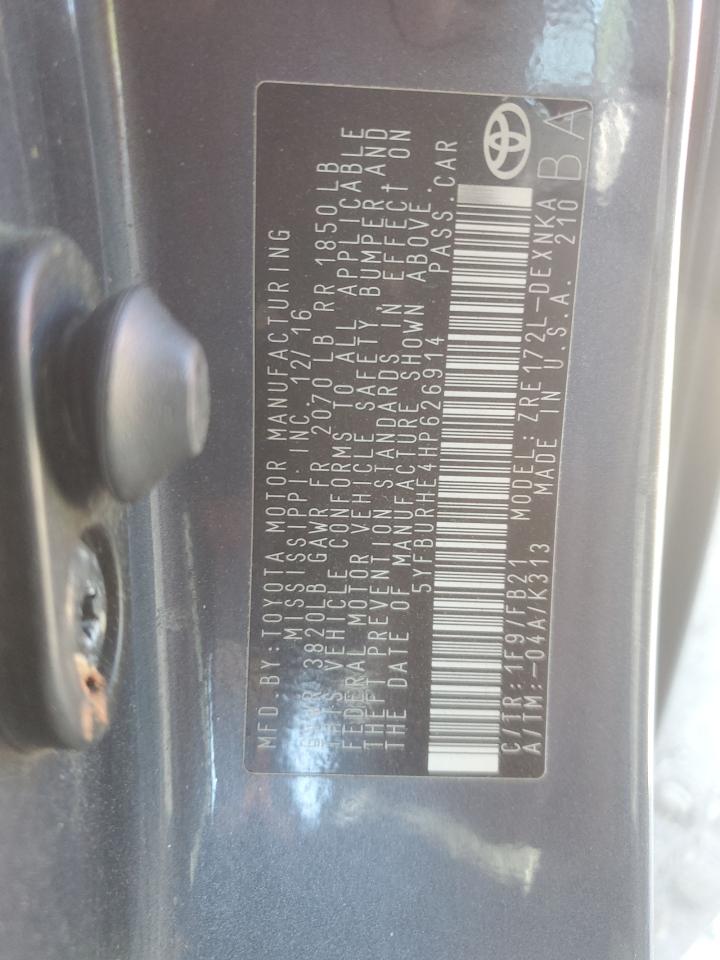 MFD.BY:TOYOTA MOTOR MANUFACTURING
MISSISSIPPI INC.12/16
GVWR 3820LB GAWR FR 2070 LB RR 1850LB
THIS VEHICLE CONFORMS TO ALL APPLICABLE
FEDERAL MOTOR VEHICLE SAFETY BUMPER AND
THEFT PREVENTION STANDARDS IN EFFECT ON
THE DATE OF MANUFACTURE SHOWN ABOVE.
5YFBURHE4HP626914 PASS.CAR
C/TR:1F9/FB21 MODEL:ZRE172L-DEXNKA
A/TM:-04A/K313 MADE IN U.S.A. 210
BA